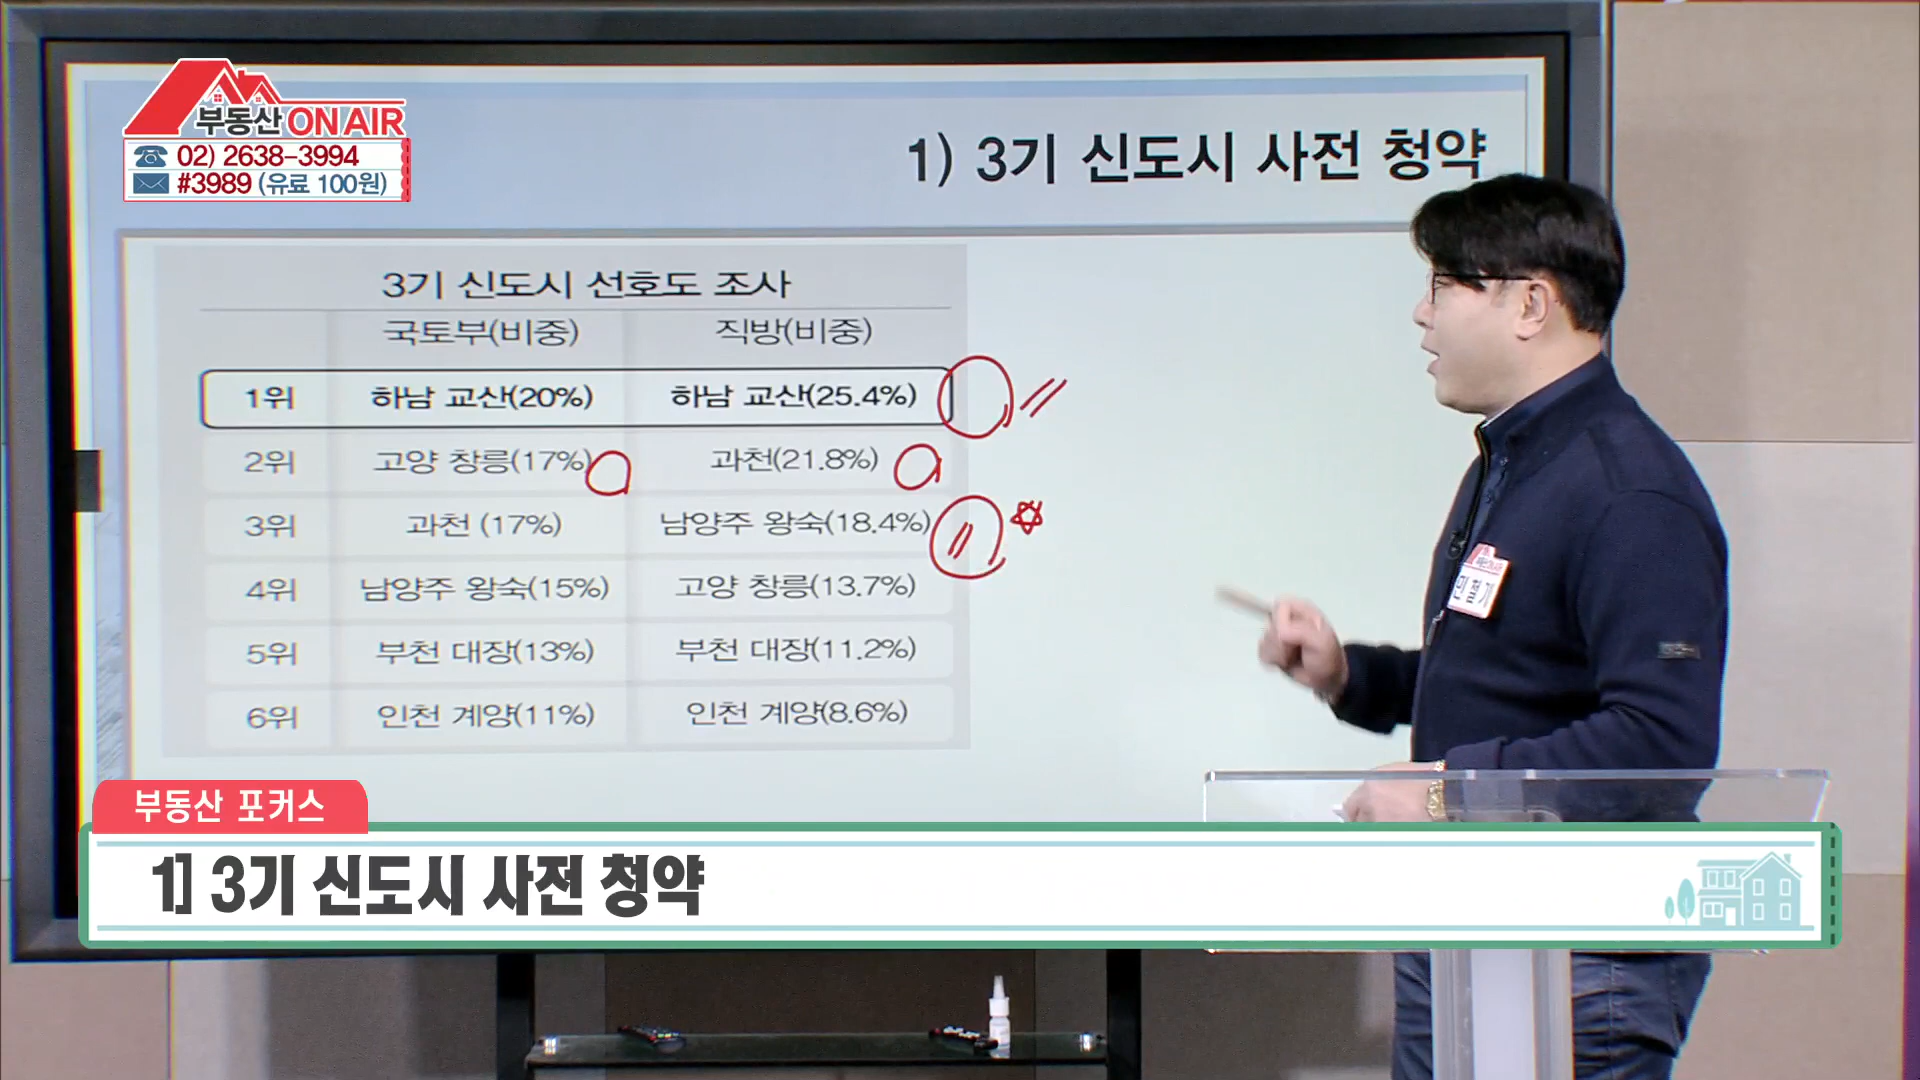 부동산 ON AIR
02) 2638-3994
#3989 (유료 100원)
1) 3기 신도시 사전 청약
3기 신도시 선호도 조사
국토부(비중) 직방(비중)
1위 하남 교산(20%) 하남 교산(25.4%)
2위 고양 창릉(17%) 과천(21.8%)
3위 과천 (17%) 남양주 왕숙(18.4%)
4위 남양주 왕숙(15%) 고양 창릉(13.7%)
5위 부천 대장(13%) 부천 대장(11.2%)
6위 인천 계양(11%) 인천 계양(8.6%)
부동산 포커스
1] 3기 신도시 사전 청약